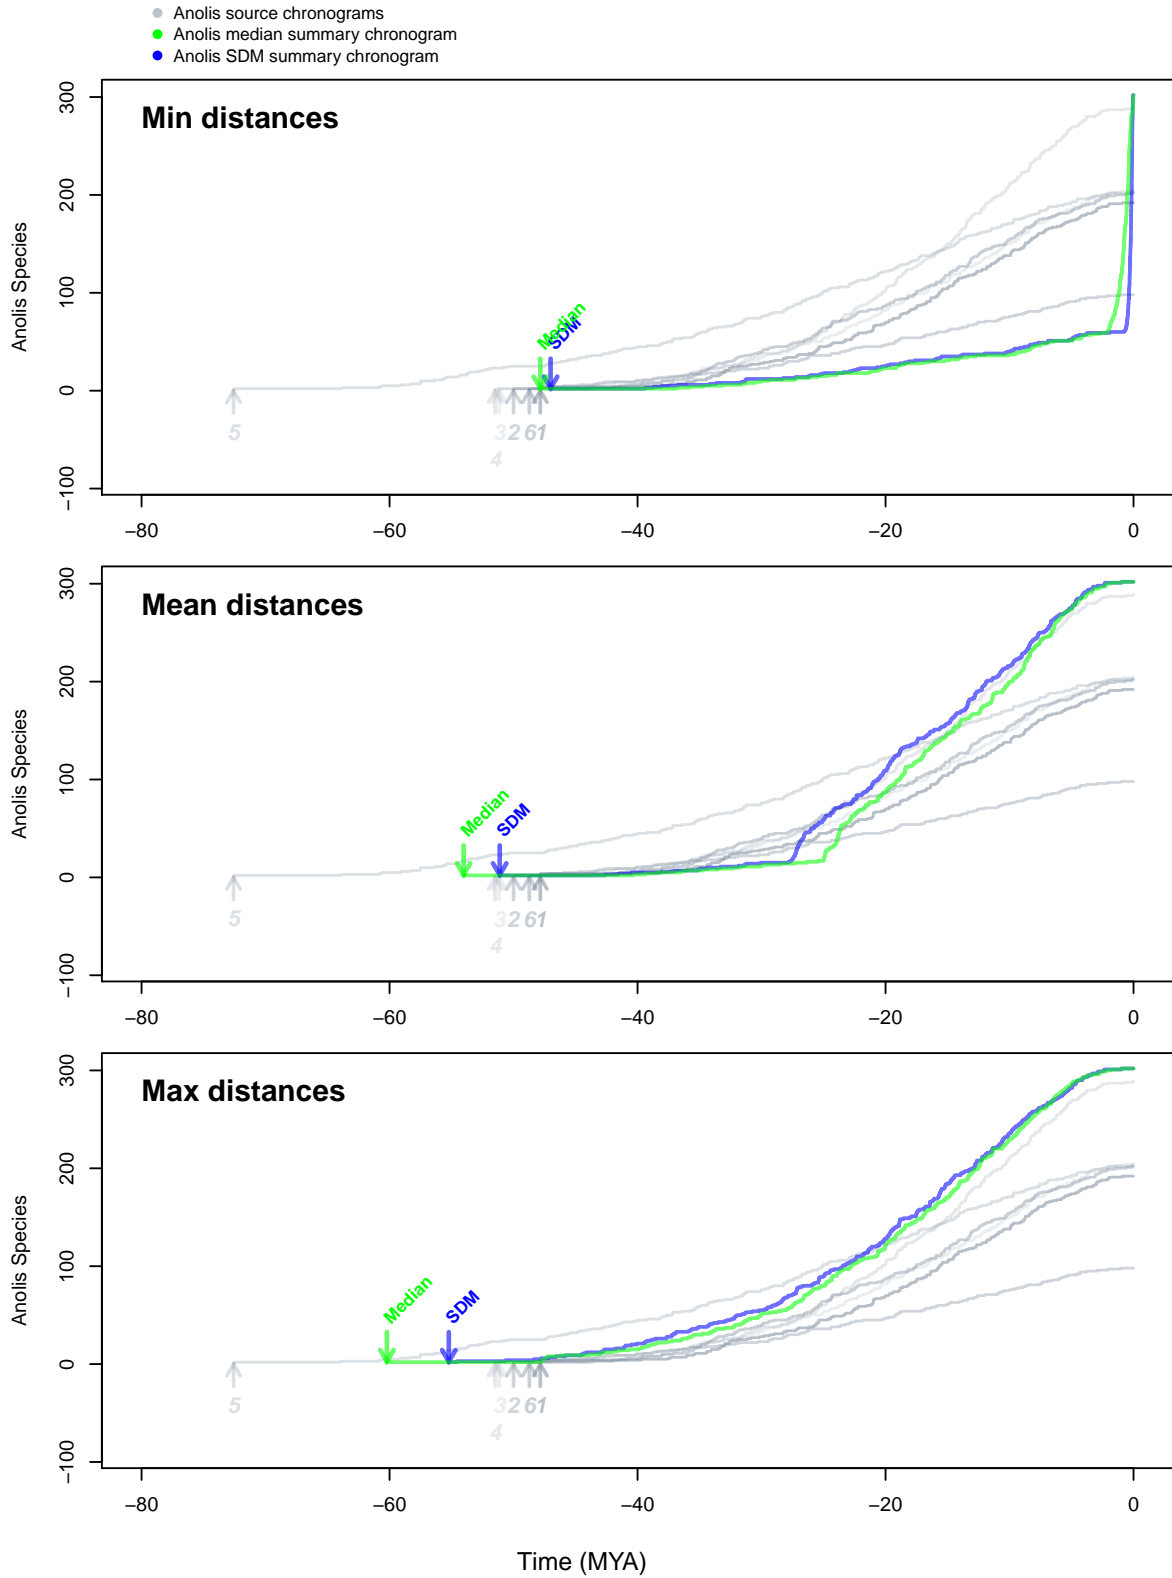 Anolis source chronograms
Anolis median summary chronogram
Anolis SDM summary chronogram
Min distances
Anolis Species
300
200
100
0
−100
Median
SDM
5
3 2 6 1
4
−80 −60 −40 −20 0
Mean distances
Anolis Species
300
200
100
0
−100
Median
SDM
5
3 2 6 1
4
−80 −60 −40 −20 0
Max distances
Anolis Species
300
200
100
0
−100
Median
SDM
5
3 2 6 1
4
−80 −60 −40 −20 0
Time (MYA)